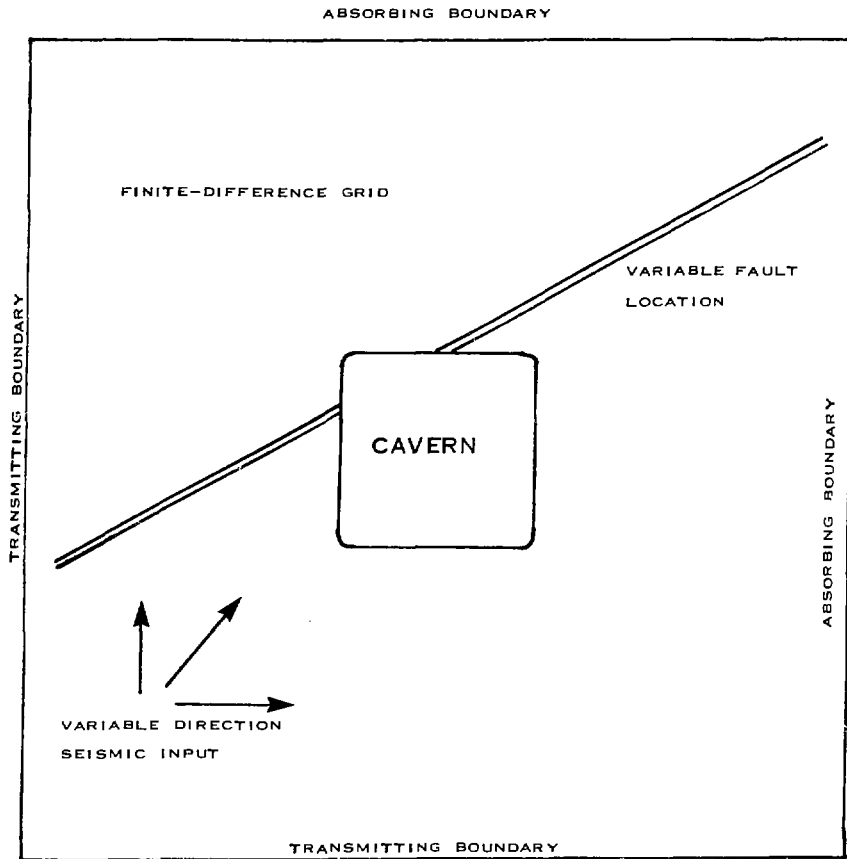 ABSORBING BOUNDARY
FINITE-DIFFERENCE GRID
VARIABLE FAULT
LOCATION
TRANSMITTING BOUNDARY
CAVERN
ABSORBING BOUNDARY
VARIABLE DIRECTION
SEISMIC INPUT
TRANSMITTING BOUNDARY